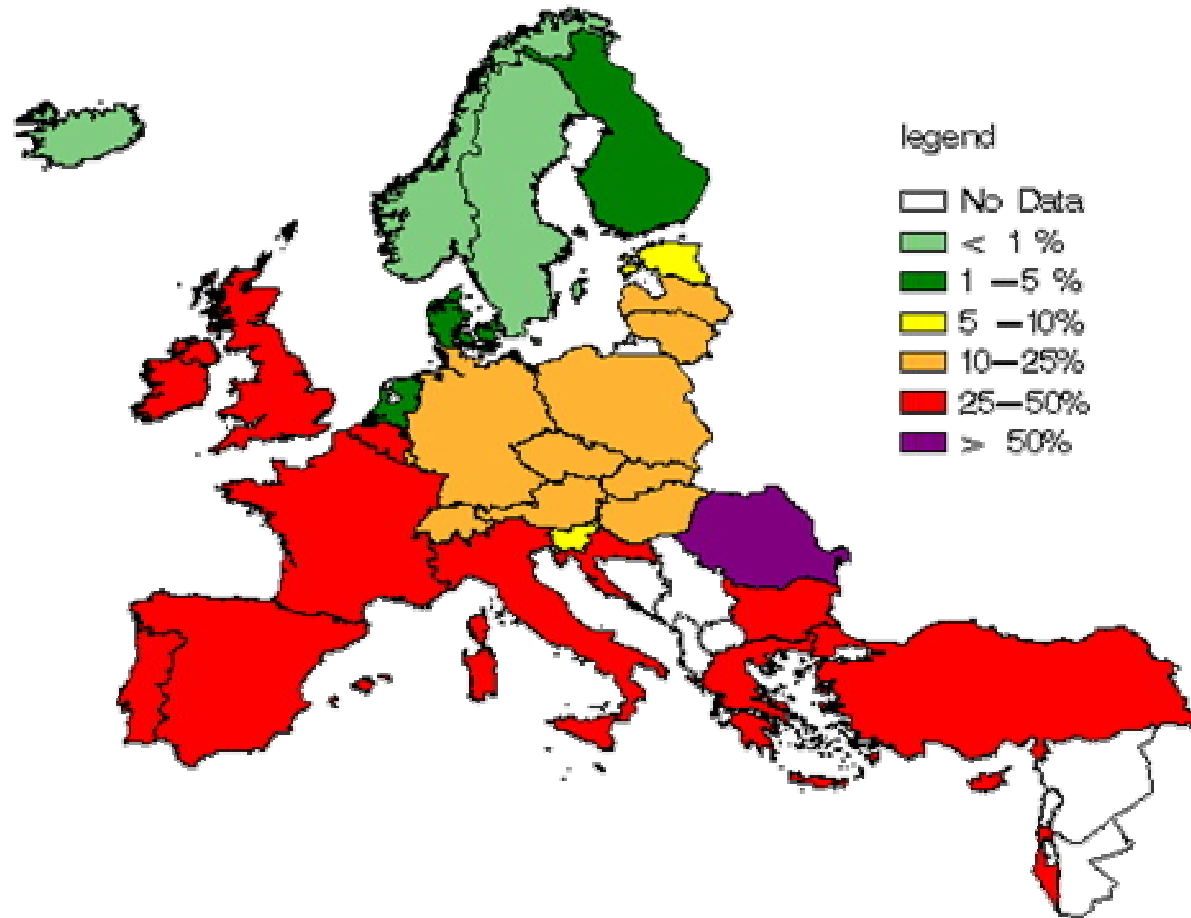 legend
No Data
< 1 %
1 —5 %
5 —10%
10—25%
25—50%
> 50%